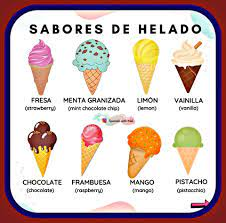 SABORES DE HELADO
FRESA MENTA GRANIZADA LIMÓN VAINILLA
(strawberry) (mint chocolate chip) (lemon) (vanilla)
CHOCOLATE FRAMBUESA MANGO PISTACHO
(chocolate) (raspberry) (mango) (pistacchio)